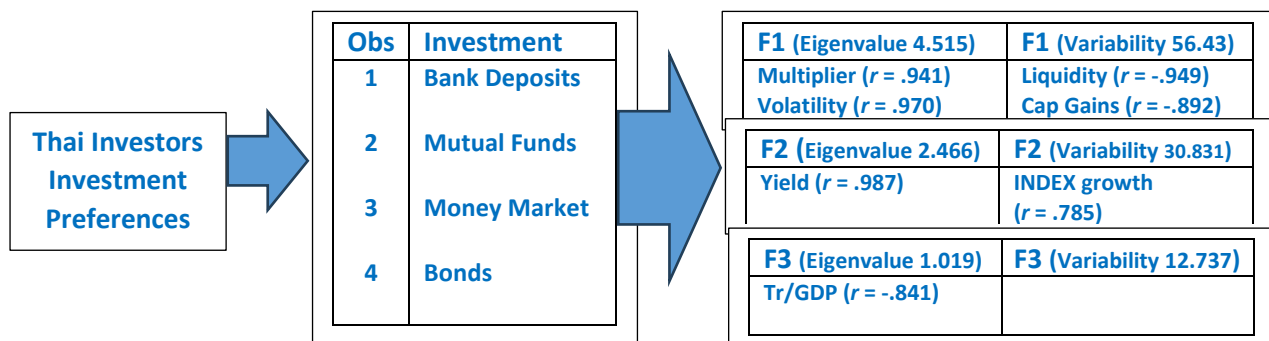 Thai Investors
Investment
Preferences
Obs Investment
1 Bank Deposits
2 Mutual Funds
3 Money Market
4 Bonds
F1 (Eigenvalue 4.515) F1 (Variability 56.43)
Multiplier (r = .941) Liquidity (r = -.949)
Volatility (r = .970) Cap Gains (r = -.892)
F2 (Eigenvalue 2.466) F2 (Variability 30.831)
Yield (r = .987) INDEX growth
(r = .785)
F3 (Eigenvalue 1.019) F3 (Variability 12.737)
Tr/GDP (r = -.841)